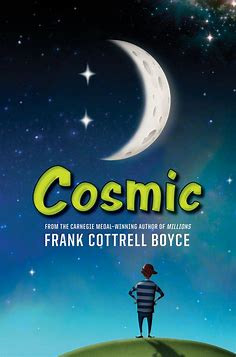 Cosmic
FROM THE CARNEGIE MEDAL-WINNING AUTHOR OF MILLIONS
FRANK COTTRELL BOYCE